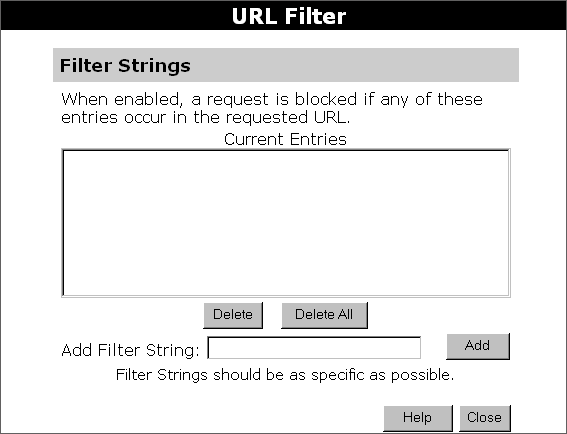 URL Filter
Filter Strings
When enabled, a request is blocked if any of these
entries occur in the requested URL.
Current Entries
Delete Delete All
Add Filter String: Add
Filter Strings should be as specific as possible.
Help Close